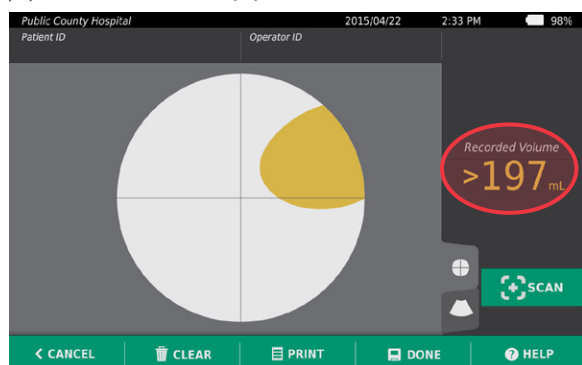 Public County Hospital 2015/04/22 2:33 PM 98%
Patient ID Operator ID
Recorded Volume
>197 mL
SCAN
< CANCEL CLEAR PRINT DONE ? HELP